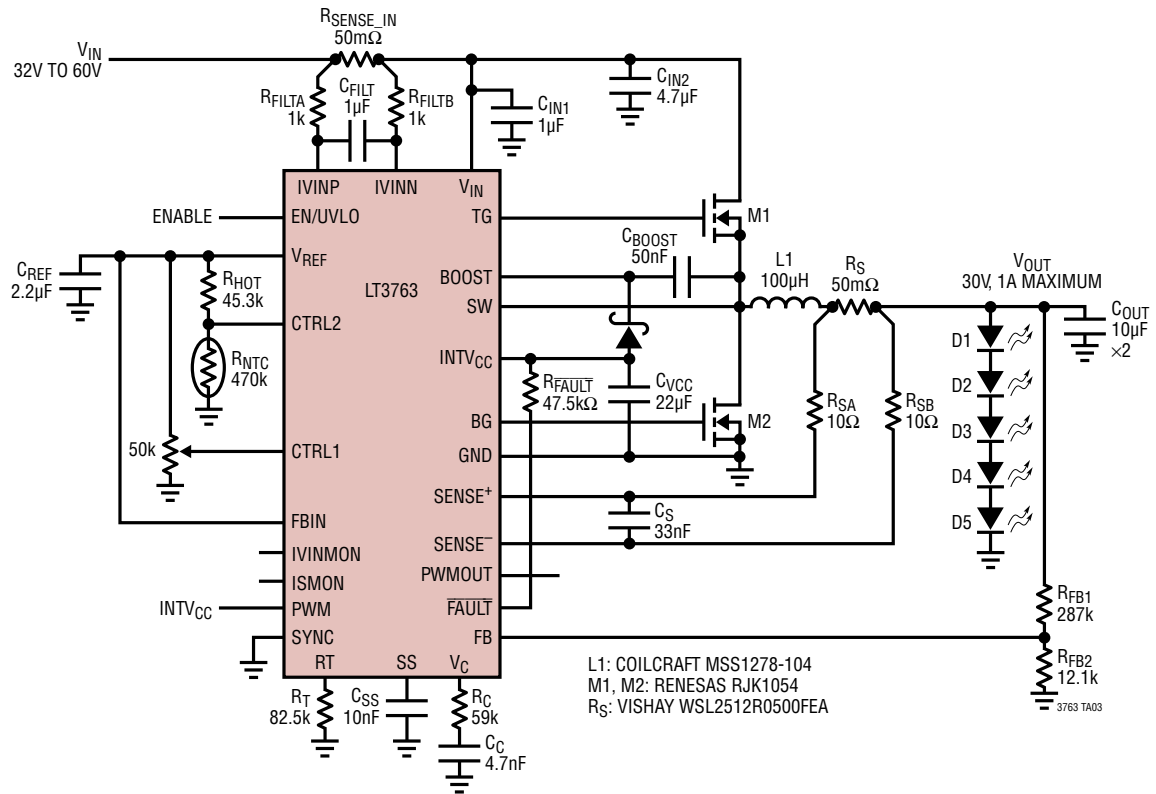 RSENSE_IN
50mΩ
VIN
32V TO 60V
RFILTA
1k
CFILT
1µF
RFILTB
1k
CIN1
1µF
CIN2
4.7µF
IVINP
IVINN
VIN
ENABLE
EN/UVLO
TG
M1
CREF
2.2µF
VREF
RHOT
45.3k
LT3763
BOOST
CBOOST
50nF
SW
L1
100µH
RS
50mΩ
VOUT
30V, 1A MAXIMUM
COUT
10µF
×2
CTRL2
RNTC
470k
INTVCC
RFAULT
47.5kΩ
CVCC
22µF
D1
D2
D3
D4
D5
BG
M2
RSA
10Ω
RSB
10Ω
50k
CTRL1
GND
SENSE+
CS
33nF
SENSE–
FBIN
IVINMON
ISMON
PWMOUT
INTVCC
PWM
FAULT
SYNC
FB
RFB1
287k
RFB2
12.1k
RT
SS
VC
RT
82.5k
CSS
10nF
RC
59k
CC
4.7nF
L1: COILCRAFT MSS1278-104
M1, M2: RENESAS RJK1054
RS: VISHAY WSL2512R0500FEA
3763 TA03